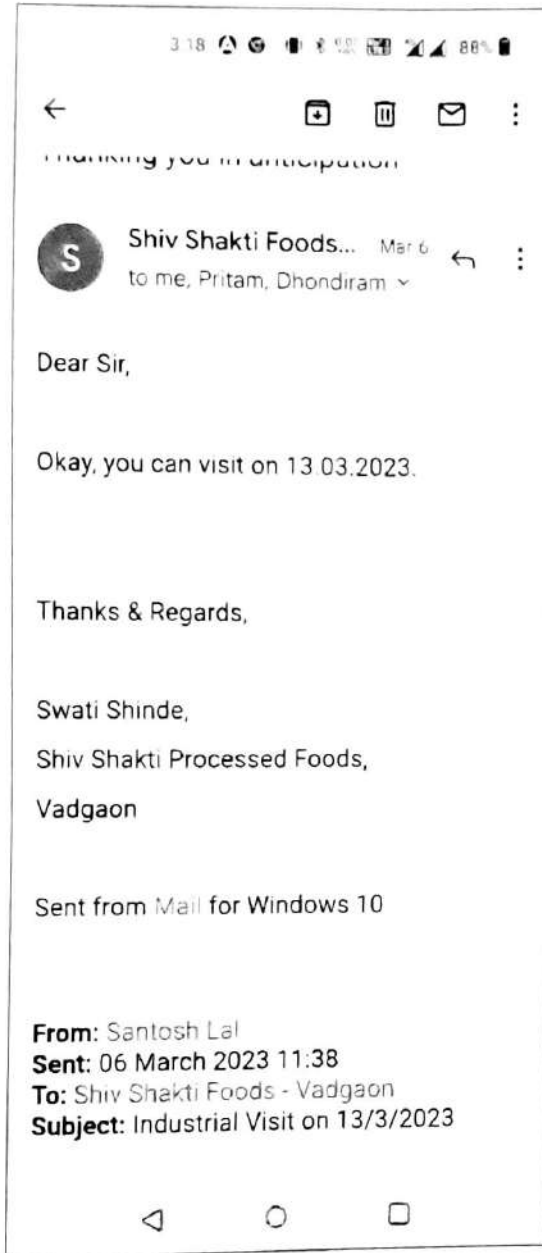 3 18 88%
Thanking you in anticipation
S
Shiv Shakti Foods... Mar 6
to me, Pritam, Dhondiram
Dear Sir,
Okay, you can visit on 13.03.2023.
Thanks & Regards,
Swati Shinde,
Shiv Shakti Processed Foods,
Vadgaon
Sent from Mail for Windows 10
From: Santosh Lal
Sent: 06 March 2023 11:38
To: Shiv Shakti Foods - Vadgaon
Subject: Industrial Visit on 13/3/2023